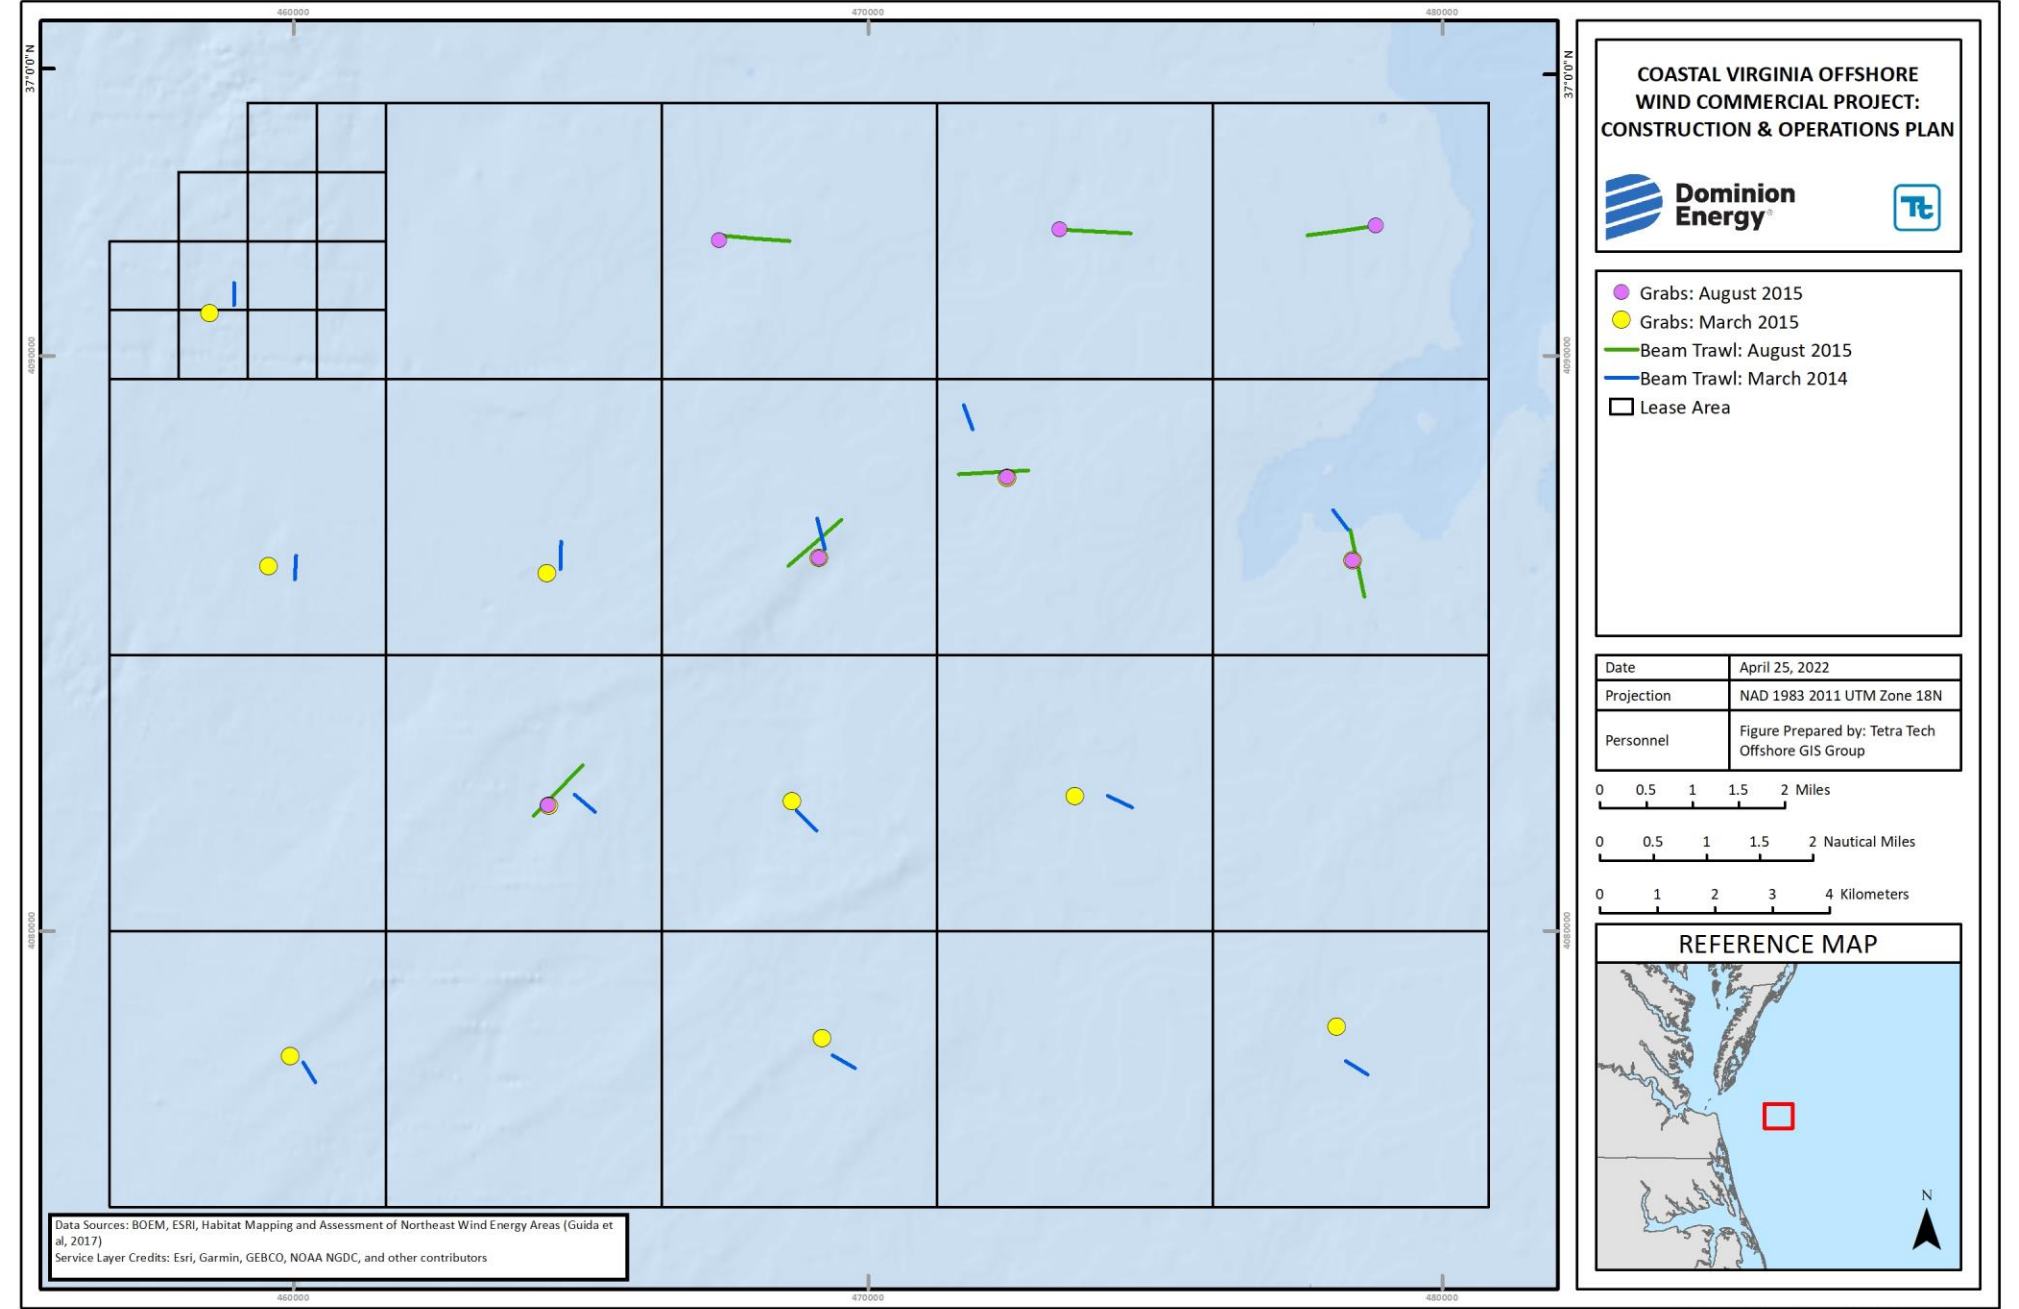 460000
470000
480000
37°0'0"N
37°0'0"N
4090000
4090000
4080000
4080000
460000
470000
480000
Data Sources: BOEM, ESRI, Habitat Mapping and Assessment of Northeast Wind Energy Areas (Guida et
al, 2017)
Service Layer Credits: Esri, Garmin, GEBCO, NOAA NGDC, and other contributors
COASTAL VIRGINIA OFFSHORE
WIND COMMERCIAL PROJECT:
CONSTRUCTION & OPERATIONS PLAN
Dominion
Energy®
Tt
Grabs: August 2015
Grabs: March 2015
Beam Trawl: August 2015
Beam Trawl: March 2014
Lease Area
Date April 25, 2022
Projection NAD 1983 2011 UTM Zone 18N
Personnel Figure Prepared by: Tetra Tech
Offshore GIS Group
0 0.5 1 1.5 2 Miles
0 0.5 1 1.5 2 Nautical Miles
0 1 2 3 4 Kilometers
REFERENCE MAP
N